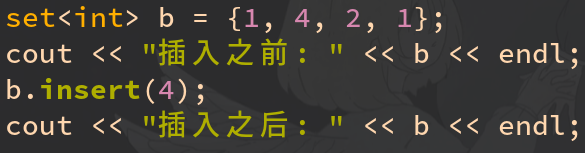 set<int> b = {1, 4, 2, 1};
cout << "插入之前: " << b << endl;
b.insert(4);
cout << "插入之后: " << b << endl;